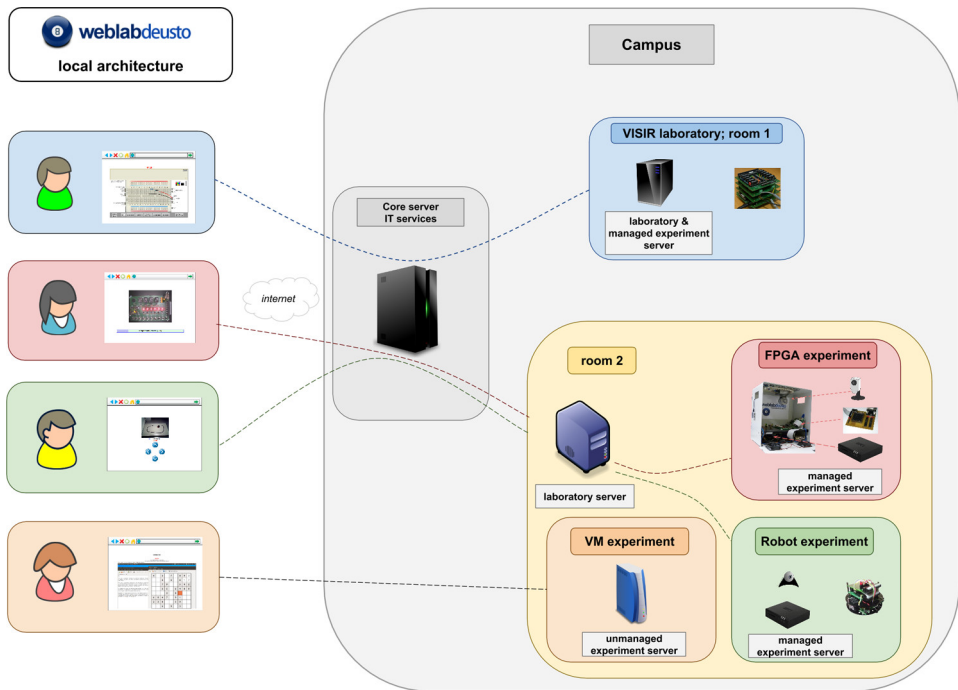 weblabdeusto
local architecture
Campus
VISIR laboratory; room 1
laboratory &
managed experiment
server
Core server
IT services
internet
room 2
FPGA experiment
managed
experiment server
laboratory server
VM experiment
unmanaged
experiment server
Robot experiment
managed
experiment server